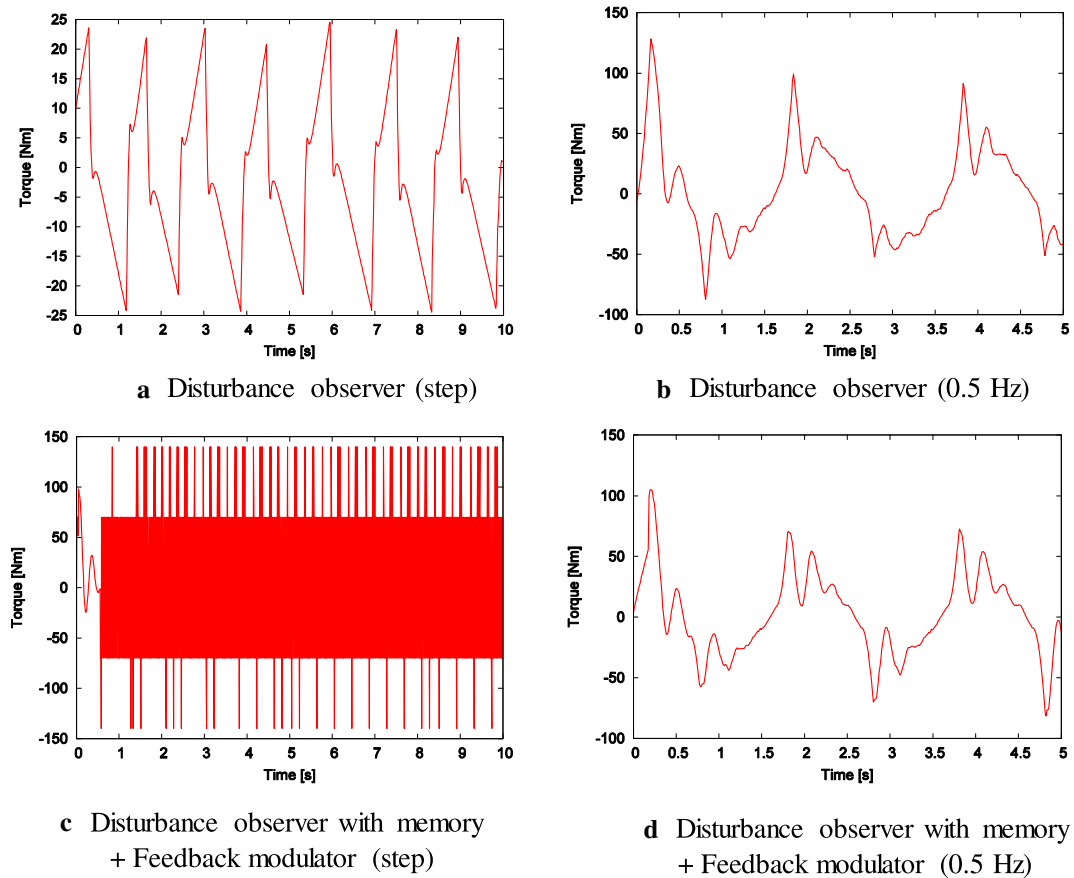 25
20
15
10
5
0
-5
-10
-15
-20
-25
Torque [Nm]
0 1 2 3 4 5 6 7 8 9 10
Time [s]
a Disturbance observer (step)
150
100
50
0
-50
-100
Torque [Nm]
0 0.5 1 1.5 2 2.5 3 3.5 4 4.5 5
Time [s]
b Disturbance observer (0.5 Hz)
150
100
50
0
-50
-100
-150
Torque [Nm]
0 1 2 3 4 5 6 7 8 9 10
Time [s]
c Disturbance observer with memory
+ Feedback modulator (step)
150
100
50
0
-50
-100
Torque [Nm]
0 0.5 1 1.5 2 2.5 3 3.5 4 4.5 5
Time [s]
d Disturbance observer with memory
+ Feedback modulator (0.5 Hz)